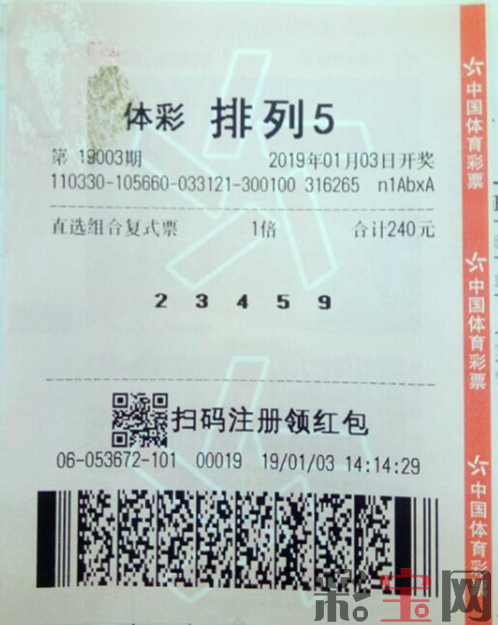 体彩 排列5
第 19003期 2019年01月03日开奖
110330-105660-033121-300100 316265 n1AbxA
直选组合复式票 1倍 合计240元
2 3 4 5 9
扫码注册领红包
06-053672-101 00019 19/01/03 14:14:29
中国体育彩票
中国体育彩票
中国体育彩票
彩宝网